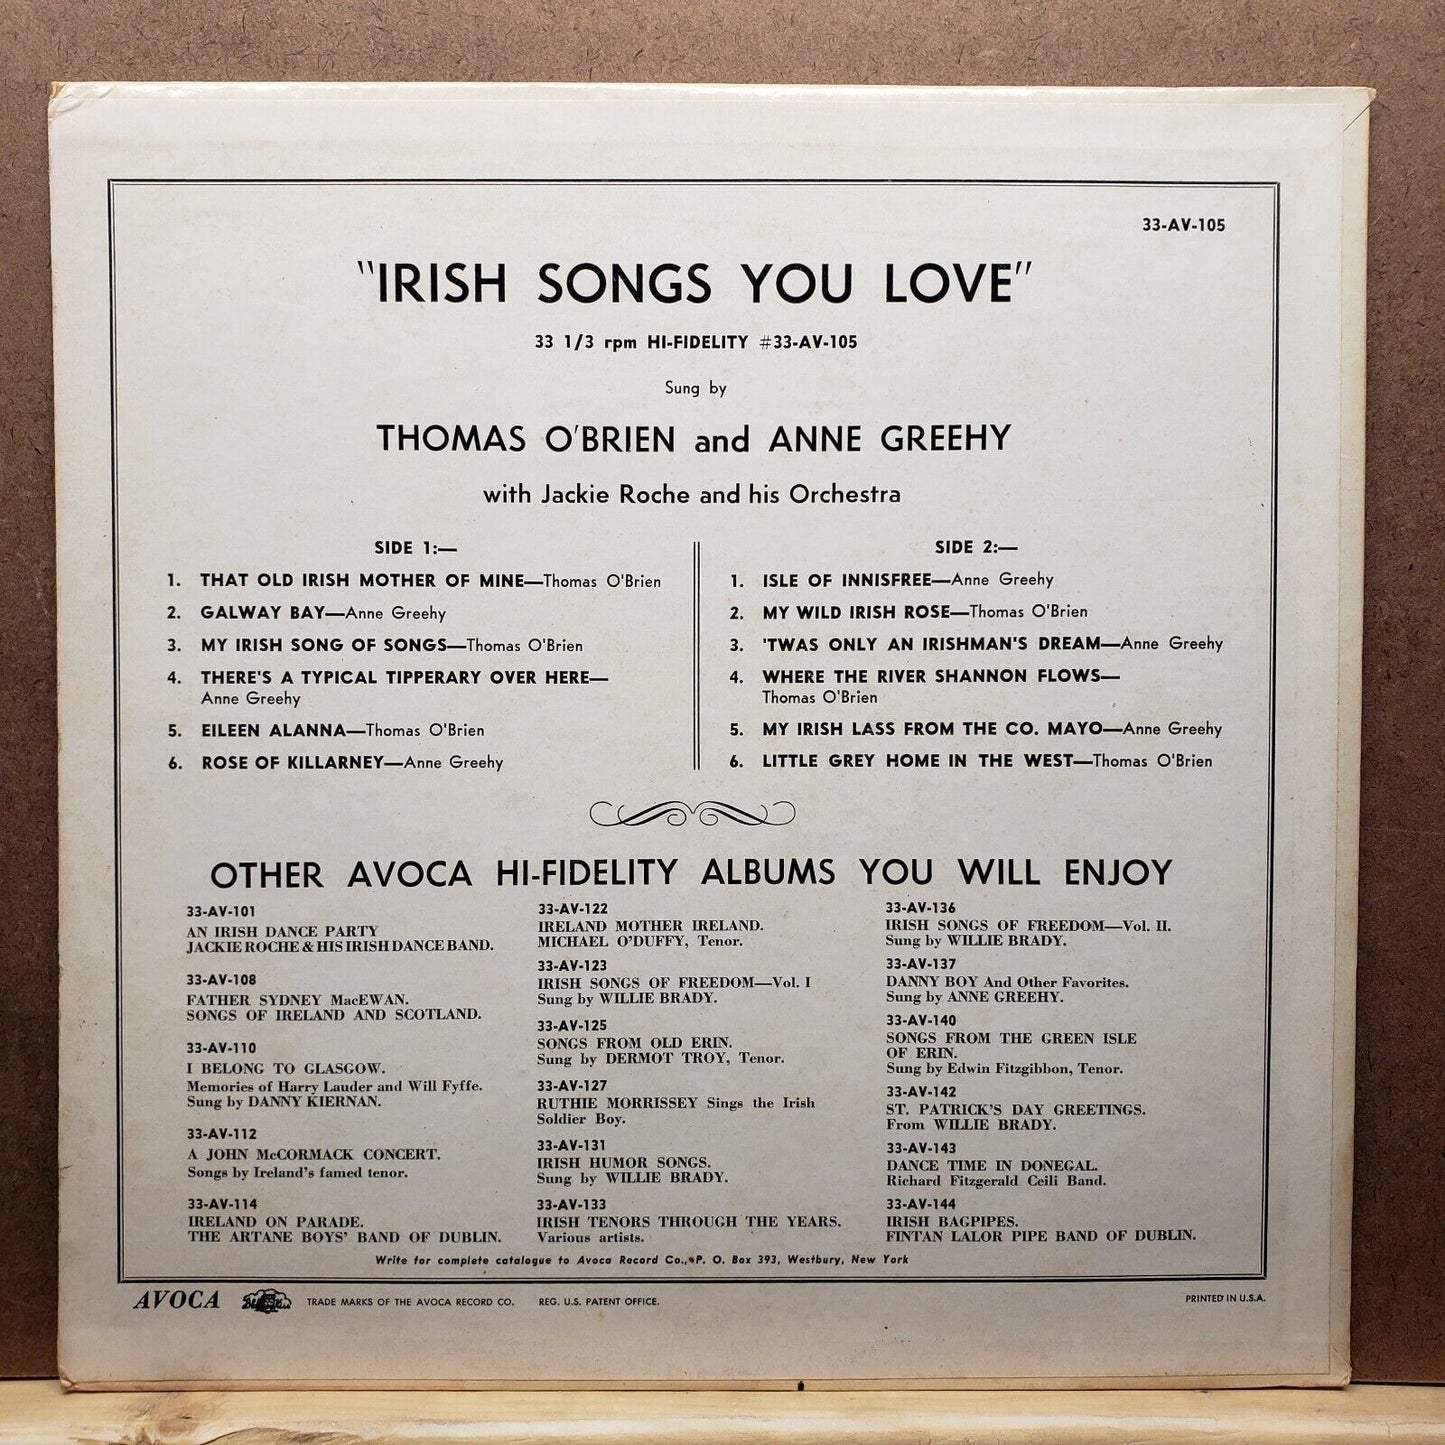 33-AV-105
"IRISH SONGS YOU LOVE"
33 1/3 rpm HI-FIDELITY #33-AV-105
Sung by
THOMAS O'BRIEN and ANNE GREEHY
with Jackie Roche and his Orchestra
SIDE 1:—
1. THAT OLD IRISH MOTHER OF MINE—Thomas O'Brien
2. GALWAY BAY—Anne Greehy
3. MY IRISH SONG OF SONGS—Thomas O'Brien
4. THERE'S A TYPICAL TIPPERARY OVER HERE—
Anne Greehy
5. EILEEN ALANNA—Thomas O'Brien
6. ROSE OF KILLARNEY—Anne Greehy
SIDE 2:—
1. ISLE OF INNISFREE—Anne Greehy
2. MY WILD IRISH ROSE—Thomas O'Brien
3. 'TWAS ONLY AN IRISHMAN'S DREAM—Anne Greehy
4. WHERE THE RIVER SHANNON FLOWS—
Thomas O'Brien
5. MY IRISH LASS FROM THE CO. MAYO—Anne Greehy
6. LITTLE GREY HOME IN THE WEST—Thomas O'Brien
OTHER AVOCA HI-FIDELITY ALBUMS YOU WILL ENJOY
33-AV-101
AN IRISH DANCE PARTY
JACKIE ROCHE & HIS IRISH DANCE BAND.
33-AV-108
FATHER SYDNEY MacEWAN.
SONGS OF IRELAND AND SCOTLAND.
33-AV-110
I BELONG TO GLASGOW.
Memories of Harry Lauder and Will Fyffe.
Sung by DANNY KIERNAN.
33-AV-112
A JOHN McCORMACK CONCERT.
Songs by Ireland's famed tenor.
33-AV-114
IRELAND ON PARADE.
THE ARTANE BOYS' BAND OF DUBLIN.
33-AV-122
IRELAND MOTHER IRELAND.
MICHAEL O'DUFFY, Tenor.
33-AV-123
IRISH SONGS OF FREEDOM—Vol. I
Sung by WILLIE BRADY.
33-AV-125
SONGS FROM OLD ERIN.
Sung by DERMOT TROY, Tenor.
33-AV-127
RUTHIE MORRISSEY Sings the Irish
Soldier Boy.
33-AV-131
IRISH HUMOR SONGS.
Sung by WILLIE BRADY.
33-AV-133
IRISH TENORS THROUGH THE YEARS.
Various artists.
33-AV-136
IRISH SONGS OF FREEDOM—Vol. II.
Sung by WILLIE BRADY.
33-AV-137
DANNY BOY And Other Favorites.
Sung by ANNE GREEHY.
33-AV-140
SONGS FROM THE GREEN ISLE
OF ERIN.
Sung by Edwin Fitzgibbon, Tenor.
33-AV-142
ST. PATRICK'S DAY GREETINGS.
From WILLIE BRADY.
33-AV-143
DANCE TIME IN DONEGAL.
Richard Fitzgerald Ceili Band.
33-AV-144
IRISH BAGPIPES.
FINTAN LALOR PIPE BAND OF DUBLIN.
Write for complete catalogue to Avoca Record Co., P. O. Box 393, Westbury, New York
AVOCA
TRADE MARKS OF THE AVOCA RECORD CO. REG. U.S. PATENT OFFICE.
PRINTED IN U.S.A.